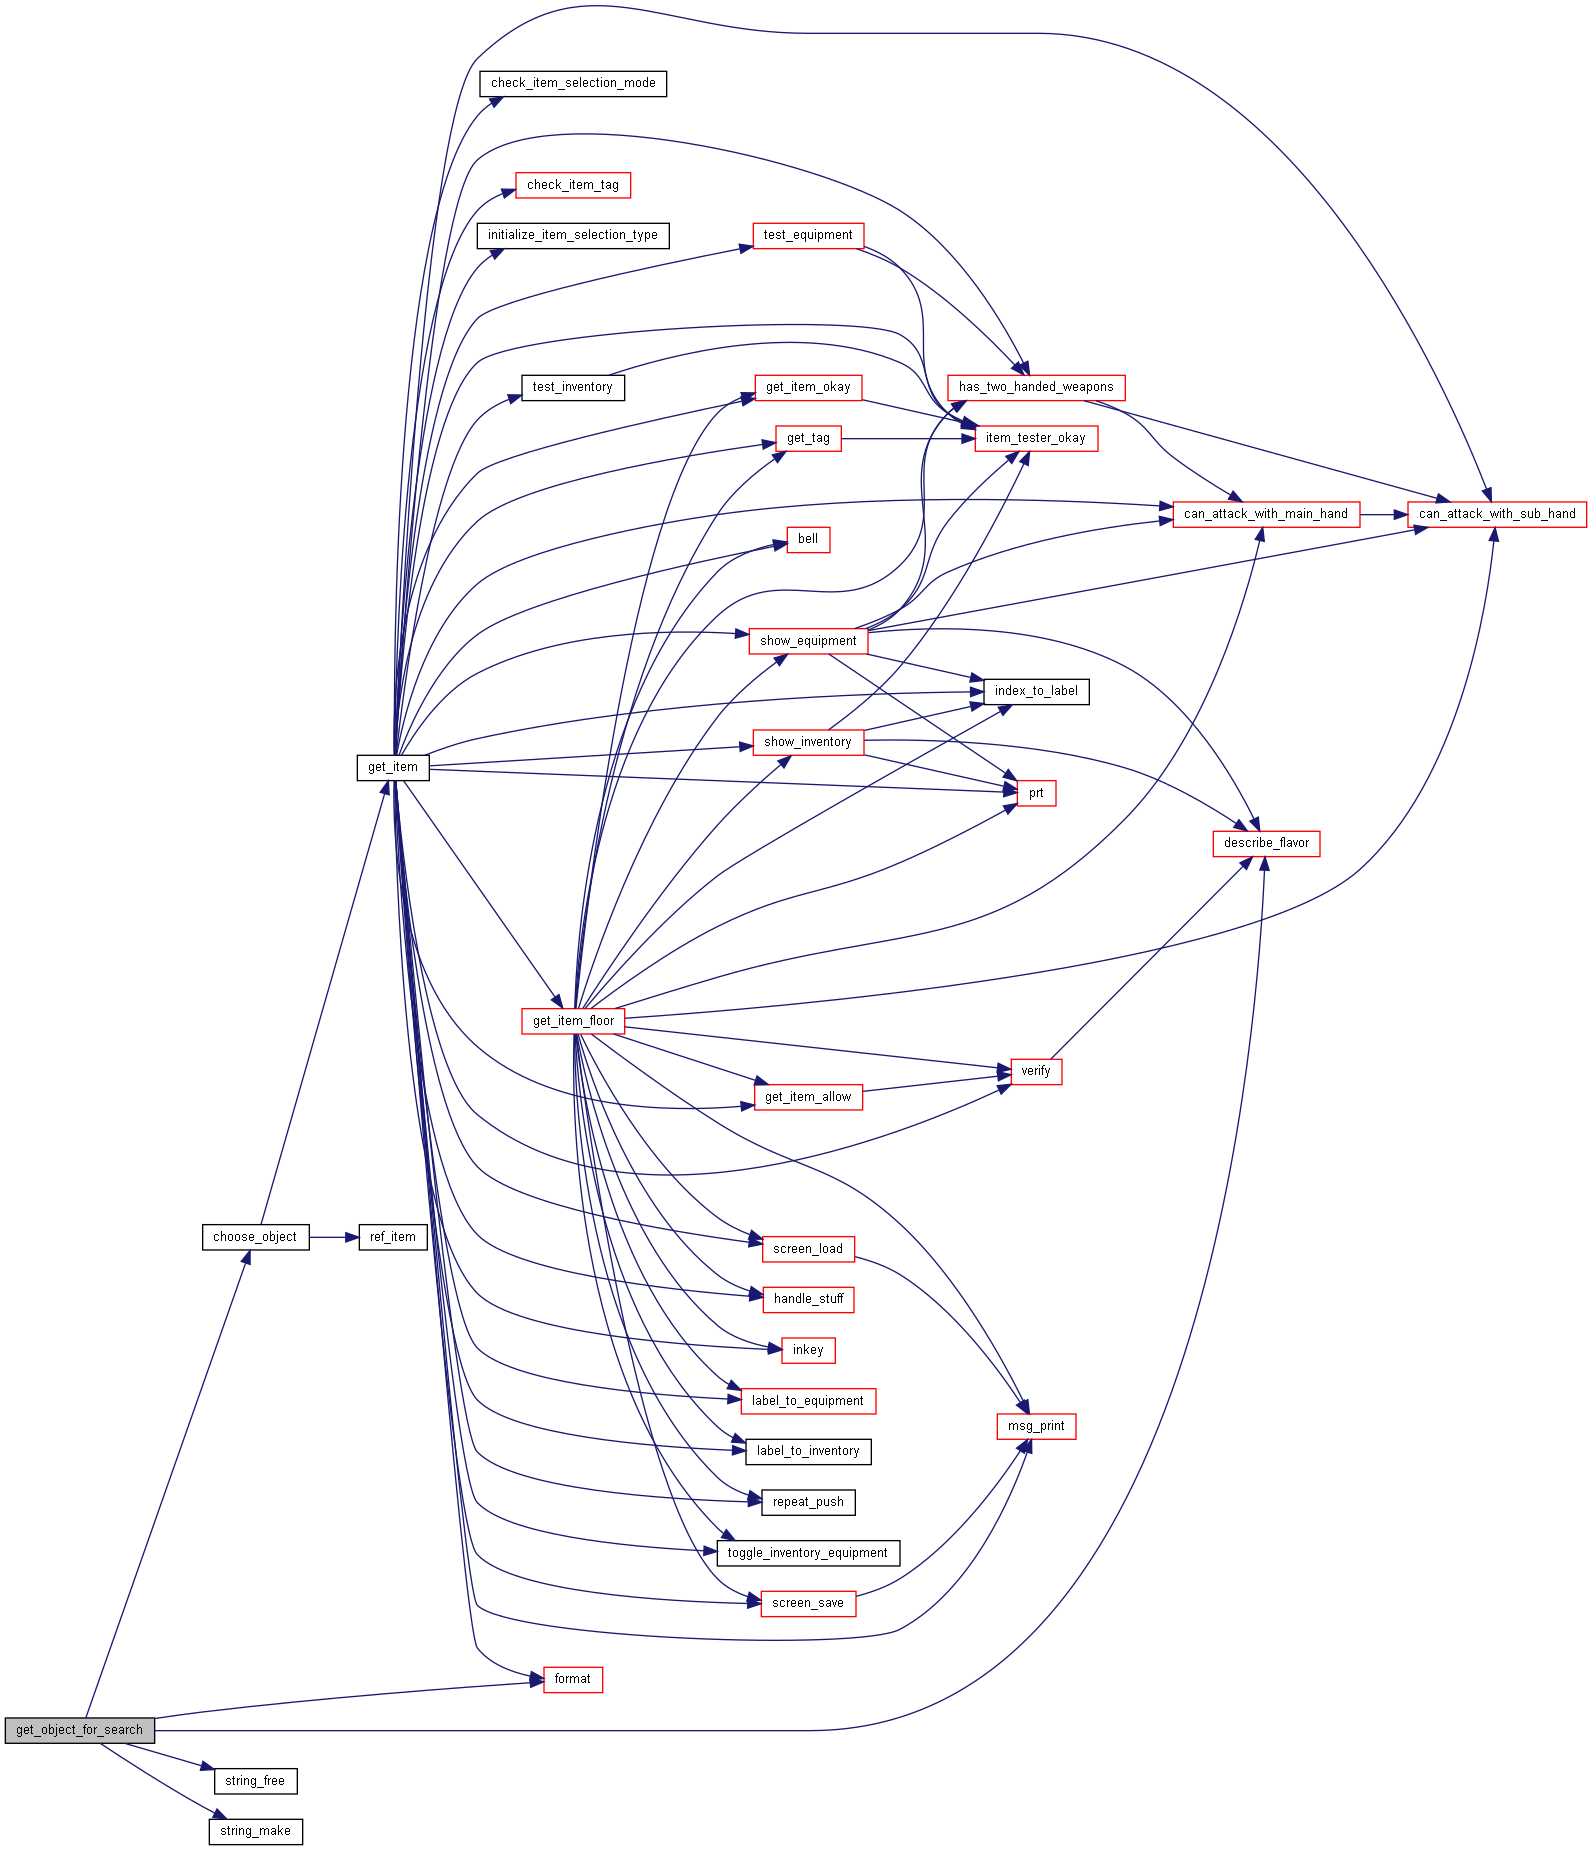 check_item_selection_mode
check_item_tag
initialize_item_selection_type
test_equipment
test_inventory
get_item_okay
has_two_handed_weapons
get_tag
item_tester_okay
can_attack_with_main_hand
can_attack_with_sub_hand
bell
show_equipment
index_to_label
show_inventory
get_item
prt
describe_flavor
get_item_floor
verify
get_item_allow
choose_object
ref_item
screen_load
handle_stuff
inkey
label_to_equipment
msg_print
label_to_inventory
repeat_push
toggle_inventory_equipment
screen_save
format
get_object_for_search
string_free
string_make